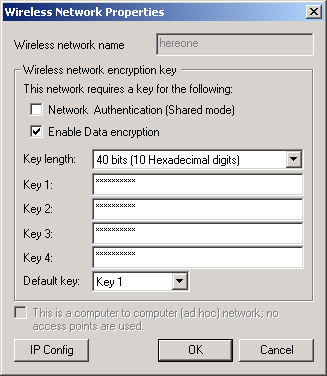 Wireless Network Properties
Wireless network name hereone
Wireless network encryption key
This network requires a key for the following:
Network Authentication (Shared mode)
Enable Data encryption
Key length: 40 bits (10 Hexadecimal digits)
Key 1: **********
Key 2: **********
Key 3: **********
Key 4: **********
Default key: Key 1
This is a computer to computer (ad hoc) network; no
access points are used.
IP Config OK Cancel